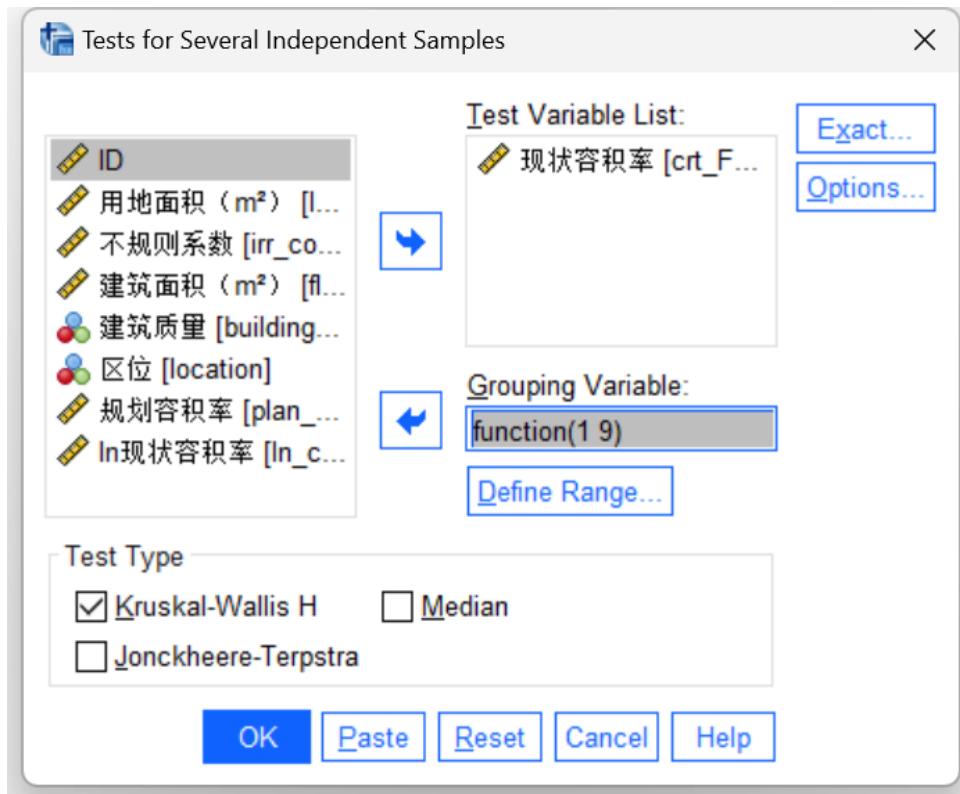 Tests for Several Independent Samples
Test Variable List:
ID
用地面积（m²） [l...
不规则系数 [irr_co...
建筑面积（m²） [fl...
建筑质量 [building...
区位 [location]
规划容积率 [plan_...
ln现状容积率 [ln_c...
现状容积率 [crt_F...
Exact...
Options...
Grouping Variable:
function(1 9)
Define Range...
Test Type
Kruskal-Wallis H
Median
Jonckheere-Terpstra
OK
Paste
Reset
Cancel
Help